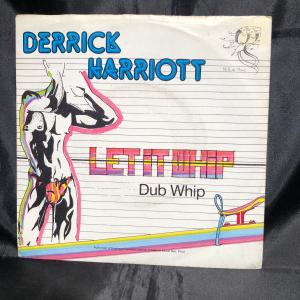 DERRICK
HARRIOTT
LET IT WHIP
Dub Whip